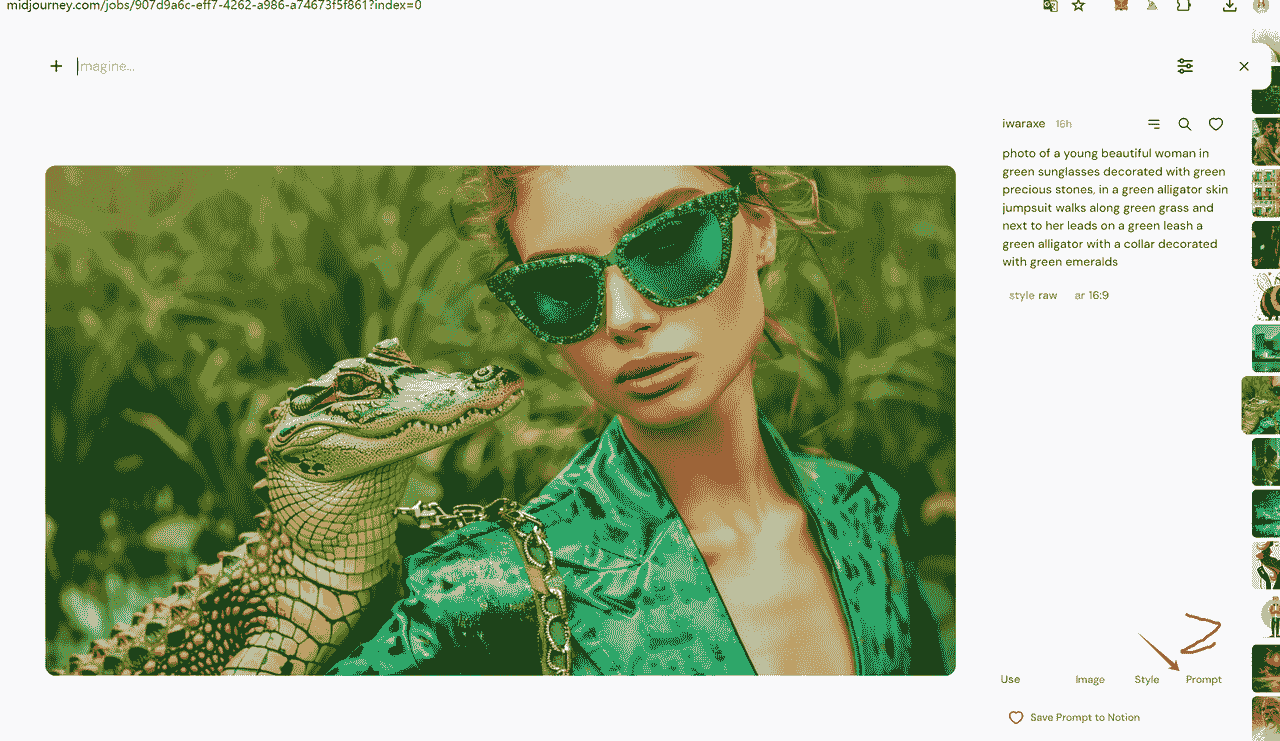 midjourney.com/jobs/907d9a6c-eff7-4262-a986-a74673f5f861?index=0
Imagine...
iwaraxe 16h
photo of a young beautiful woman in
green sunglasses decorated with green
precious stones, in a green alligator skin
jumpsuit walks along green grass and
next to her leads on a green leash a
green alligator with a collar decorated
with green emeralds
style raw ar 16:9
2
Use Image Style Prompt
Save Prompt to Notion